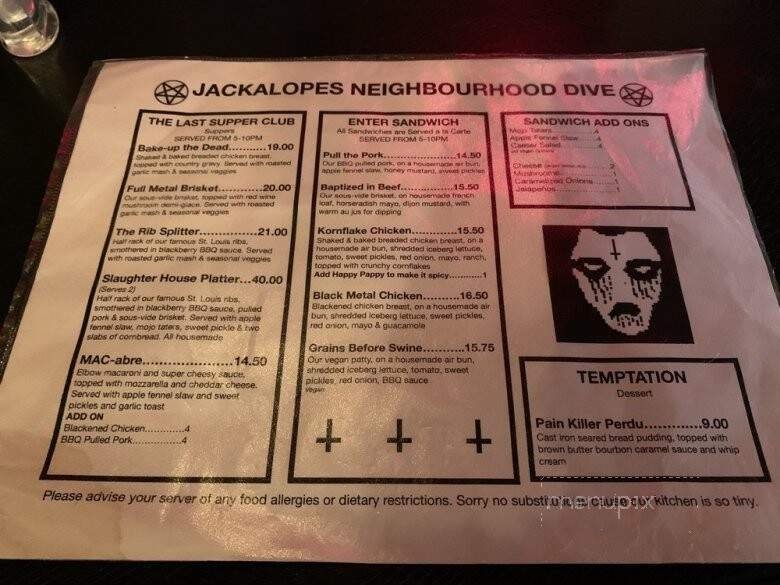 JACKALOPES NEIGHBOURHOOD DIVE
THE LAST SUPPER CLUB
Suppers
SERVED FROM 5-10PM
Bake-up the Dead....19.00
Shaked & baked breaded chicken breast,
topped with country gravy. Served with roasted
garlic mash & seasonal veggies
Full Metal Brisket..........20.00
Our sous-vide brisket, topped with red wine
mushroom demi-glace. Served with roasted
garlic mash & seasonal veggies
The Rib Splitter..............21.00
Half rack of our famous St. Louis ribs,
smothered in blackberry BBQ sauce. Served
with roasted garlic mash & seasonal veggies
Slaughter House Platter...40.00
(Serves 2)
Half rack of our famous St. Louis ribs,
smothered in blackberry BBQ sauce, pulled
pork & sous-vide brisket. Served with apple
fennel slaw, mojo taters, sweet pickle & two
slabs of cornbread. All housemade
MAC-abre......................14.50
Elbow macaroni and super cheesy sauce,
topped with mozzarella and cheddar cheese.
Served with apple fennel slaw and sweet
pickles and garlic toast
ADD ON
Blackened Chicken............4
BBQ Pulled Pork...............4
ENTER SANDWICH
All Sandwiches are Served a la Carte
SERVED FROM 5-10PM
Pull the Pork....................14.50
Our BBQ pulled pork, on a housemade air bun,
apple fennel slaw, honey mustard, sweet pickles
Baptized in Beef...............15.50
Our sous-vide brisket, on housemade french
loaf, horseradish mayo, dijon mustard, with
warm au jus for dipping
Kornflake Chicken............15.50
Shaked & baked breaded chicken breast, on a
housemade air bun, shredded iceberg lettuce,
tomato, sweet pickles, red onion, mayo, ranch,
topped with crunchy cornflakes
Add Happy Pappy to make it spicy..........1
Black Metal Chicken..........16.50
Blackened chicken breast, on a housemade air
bun, shredded iceberg lettuce, sweet pickles,
red onion, mayo & guacamole
Grains Before Swine...........15.75
Our vegan patty, on a housemade air bun,
shredded iceberg lettuce, tomato, sweet
pickles, red onion, BBQ sauce
Vegan
SANDWICH ADD ONS
Mojo Taters....................4
Apple Fennel Slaw....................4
Caesar Salad....................4
Cheese 2
Mushrooms
Caramelized Onions....................1
Jalapeños....................1
TEMPTATION
Dessert
Pain Killer Perdu..............9.00
Cast iron seared bread pudding, topped with
brown butter bourbon caramel sauce and whip
cream
Please advise your server of any food allergies or dietary restrictions. Sorry no substitutions cause our kitchen is so tiny.
menupix